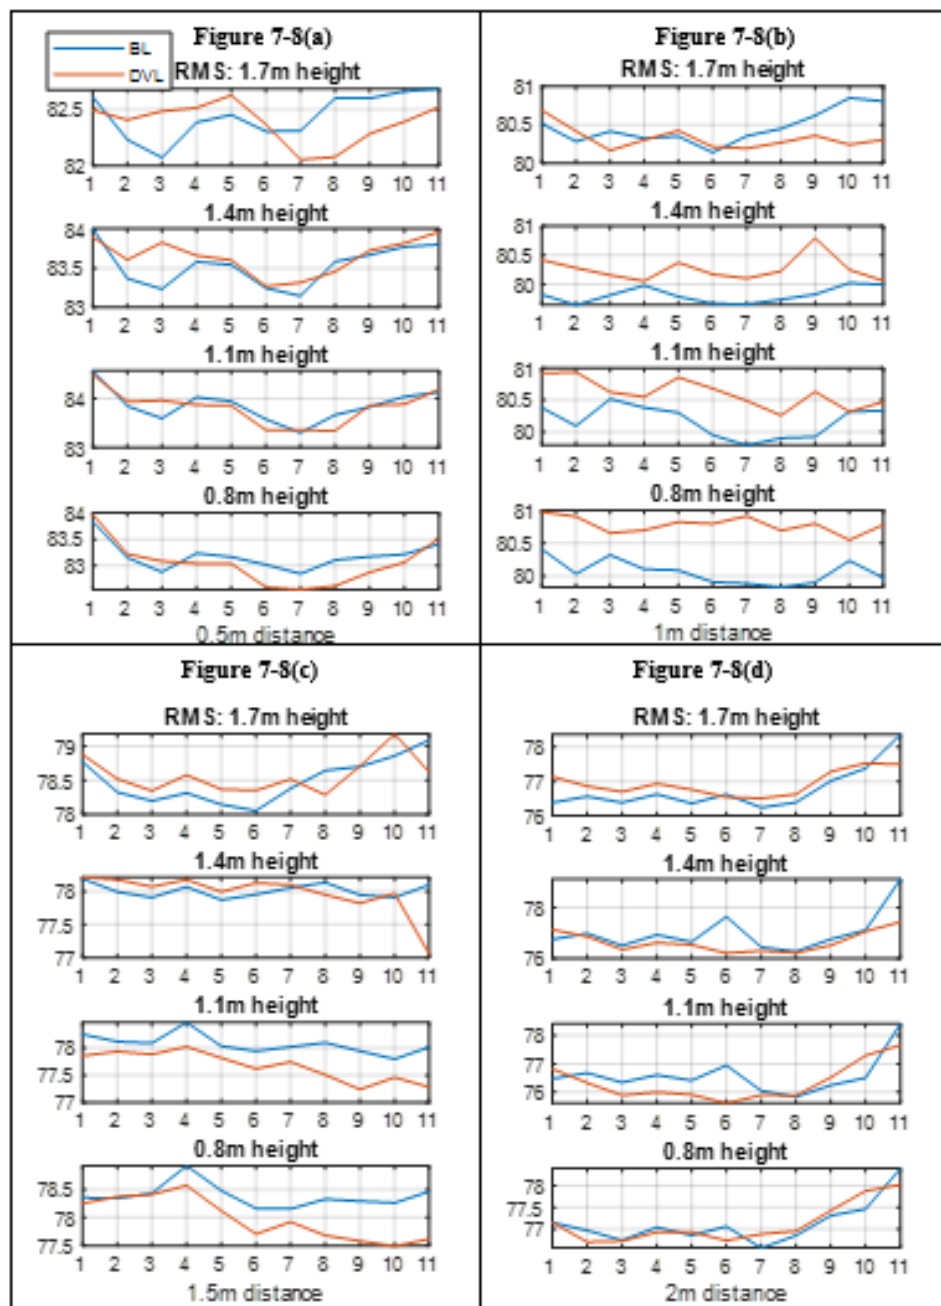 Figure 7-8(a)
BL
DVL
RMS: 1.7m height
82.5
82
1 2 3 4 5 6 7 8 9 10 11
1.4m height
84
83.5
83
1 2 3 4 5 6 7 8 9 10 11
1.1m height
84
83
1 2 3 4 5 6 7 8 9 10 11
0.8m height
84
83.5
83
1 2 3 4 5 6 7 8 9 10 11
0.5m distance
Figure 7-8(b)
RMS: 1.7m height
81
80.5
80
1 2 3 4 5 6 7 8 9 10 11
1.4m height
81
80.5
80
1 2 3 4 5 6 7 8 9 10 11
1.1m height
81
80.5
80
1 2 3 4 5 6 7 8 9 10 11
0.8m height
81
80.5
80
1 2 3 4 5 6 7 8 9 10 11
1m distance
Figure 7-8(c)
RMS: 1.7m height
79
78.5
78
1 2 3 4 5 6 7 8 9 10 11
1.4m height
78
77.5
77
1 2 3 4 5 6 7 8 9 10 11
1.1m height
78
77.5
77
1 2 3 4 5 6 7 8 9 10 11
0.8m height
78.5
78
77.5
1 2 3 4 5 6 7 8 9 10 11
1.5m distance
Figure 7-8(d)
RMS: 1.7m height
78
77
76
1 2 3 4 5 6 7 8 9 10 11
1.4m height
78
76
1 2 3 4 5 6 7 8 9 10 11
1.1m height
78
77
76
1 2 3 4 5 6 7 8 9 10 11
0.8m height
78
77.5
77
1 2 3 4 5 6 7 8 9 10 11
2m distance